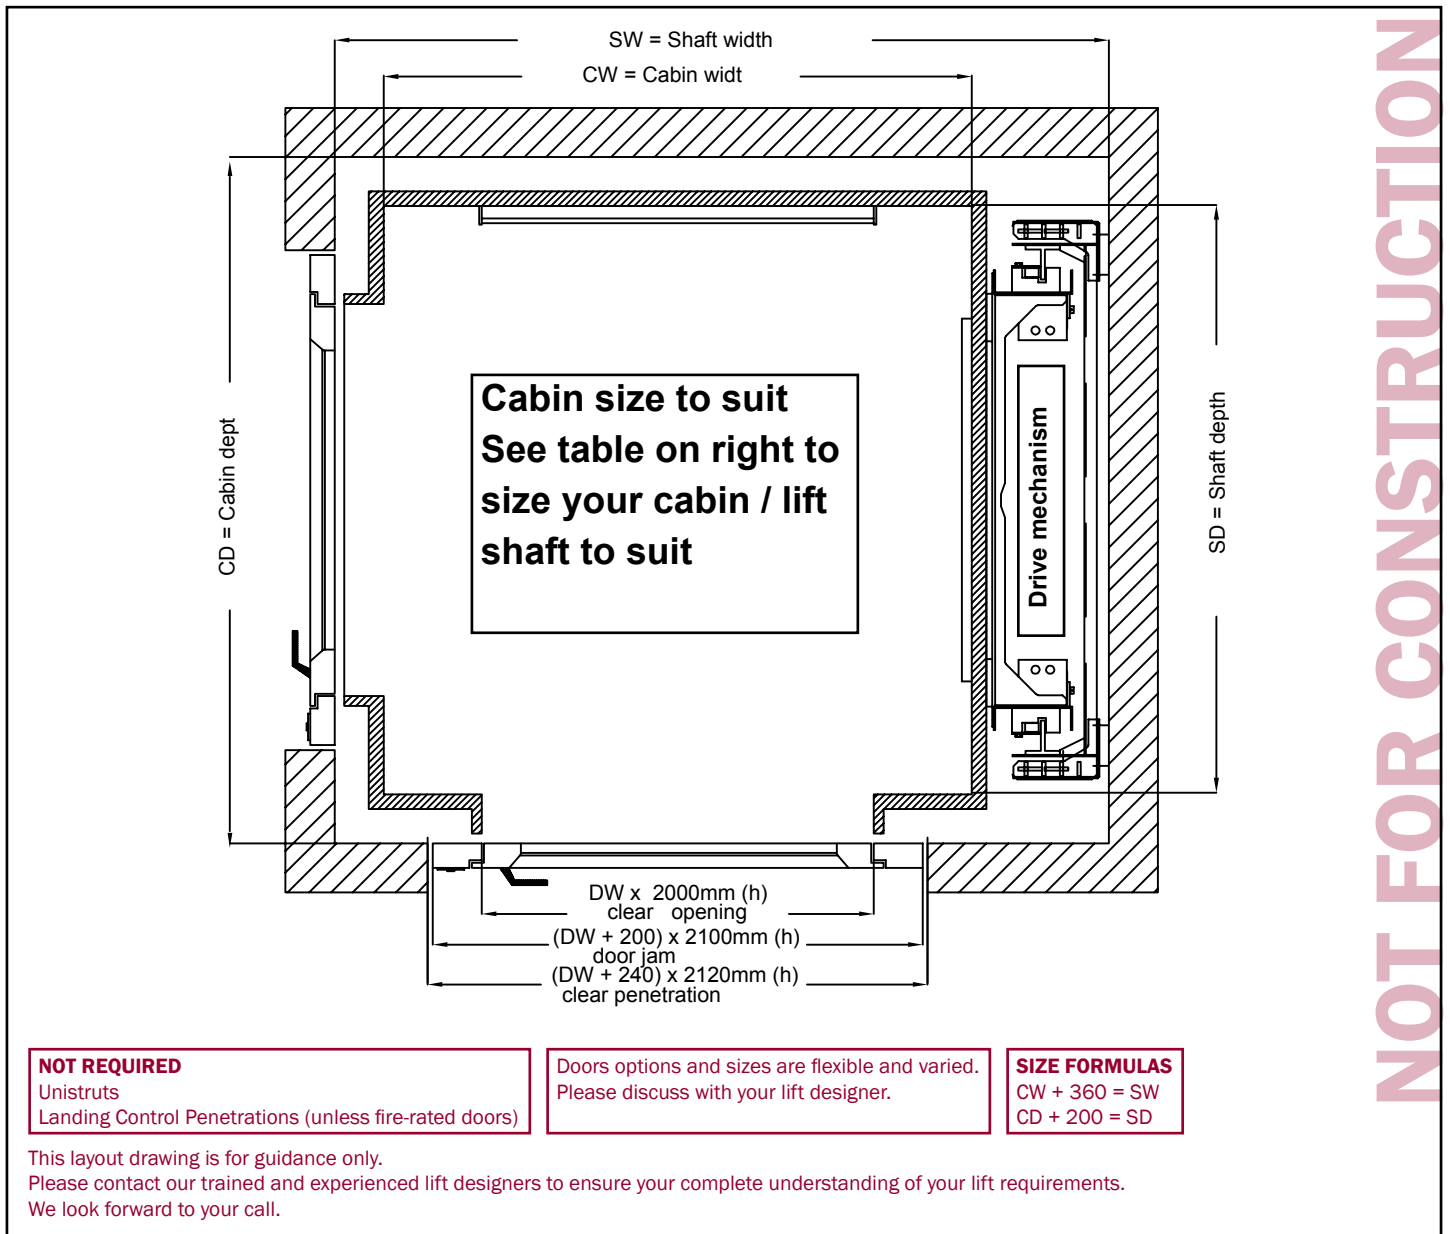 SW = Shaft width
CW = Cabin widt
CD = Cabin dept
Cabin size to suit
See table on right to
size your cabin / lift
shaft to suit
Drive mechanism
SD = Shaft depth
NOT FOR CONSTRUCTION
DW x 2000mm (h)
clear opening
(DW + 200) x 2100mm (h)
door jam
(DW + 240) x 2120mm (h)
clear penetration
NOT REQUIRED
Unistruts
Landing Control Penetrations (unless fire-rated doors)
Doors options and sizes are flexible and varied.
Please discuss with your lift designer.
SIZE FORMULAS
CW + 360 = SW
CD + 200 = SD
This layout drawing is for guidance only.
Please contact our trained and experienced lift designers to ensure your complete understanding of your lift requirements.
We look forward to your call.